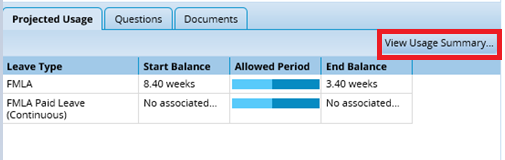 Projected Usage Questions Documents
View Usage Summary...
Leave Type Start Balance Allowed Period End Balance
FMLA 8.40 weeks 3.40 weeks
FMLA Paid Leave No associated... No associated...
(Continuous)